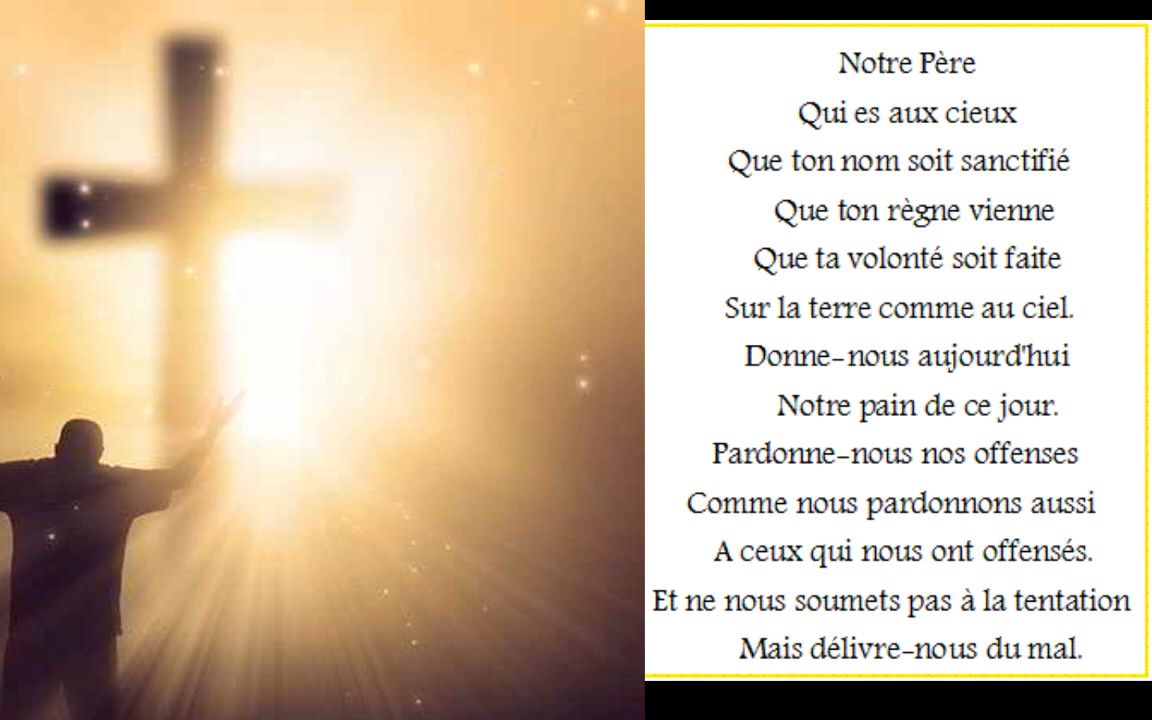 Notre Père
Qui es aux cieux
Que ton nom soit sanctifié
Que ton règne vienne
Que ta volonté soit faite
Sur la terre comme au ciel.
Donne-nous aujourd'hui
Notre pain de ce jour.
Pardonne-nous nos offenses
Comme nous pardonnons aussi
A ceux qui nous ont offensés.
Et ne nous soumets pas à la tentation
Mais délivre-nous du mal.